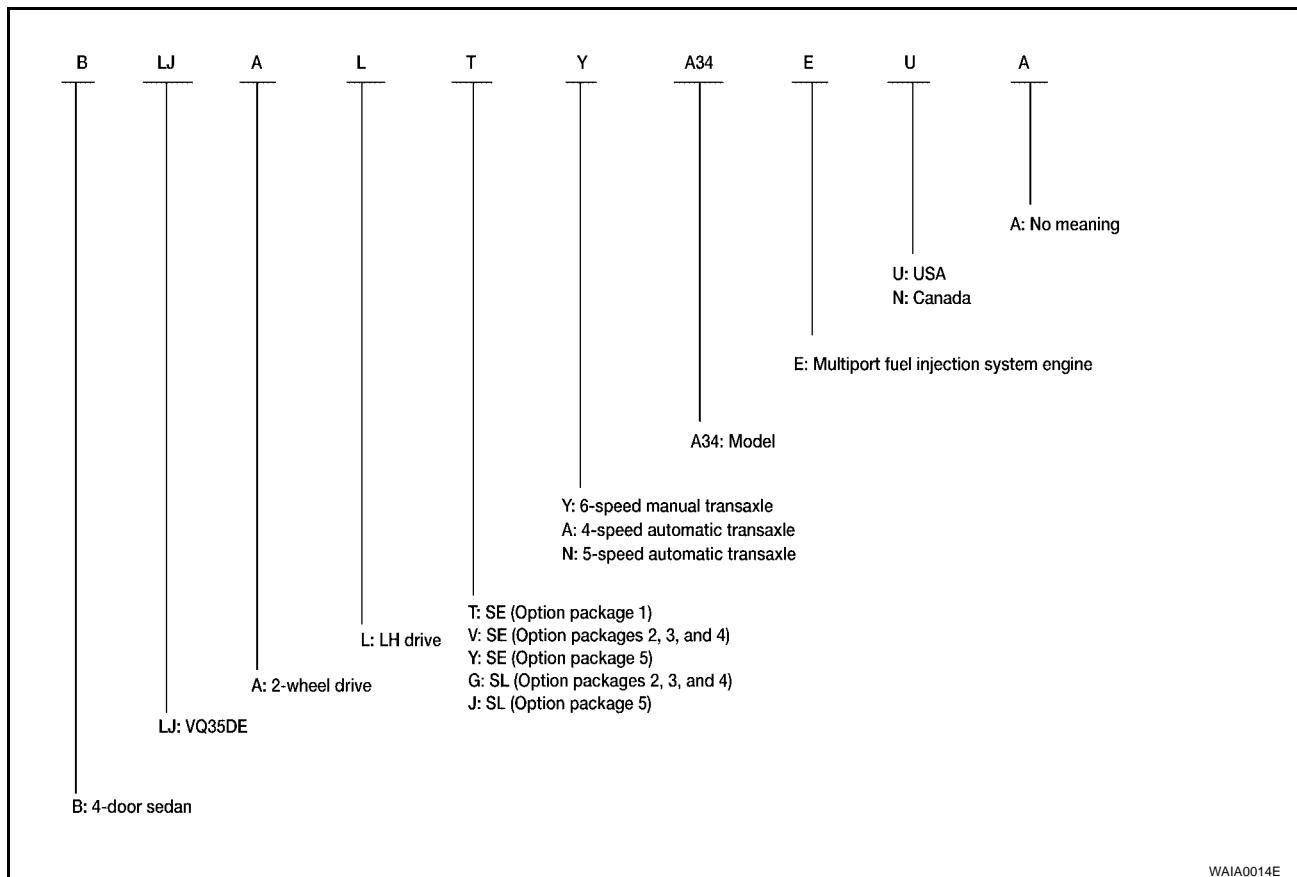 B LJ A L T Y A34 E U A
A: No meaning
U: USA
N: Canada
E: Multiport fuel injection system engine
A34: Model
Y: 6-speed manual transaxle
A: 4-speed automatic transaxle
N: 5-speed automatic transaxle
T: SE (Option package 1)
V: SE (Option packages 2, 3, and 4)
Y: SE (Option package 5)
G: SL (Option packages 2, 3, and 4)
J: SL (Option package 5)
L: LH drive
A: 2-wheel drive
LJ: VQ35DE
B: 4-door sedan
WAIA0014E